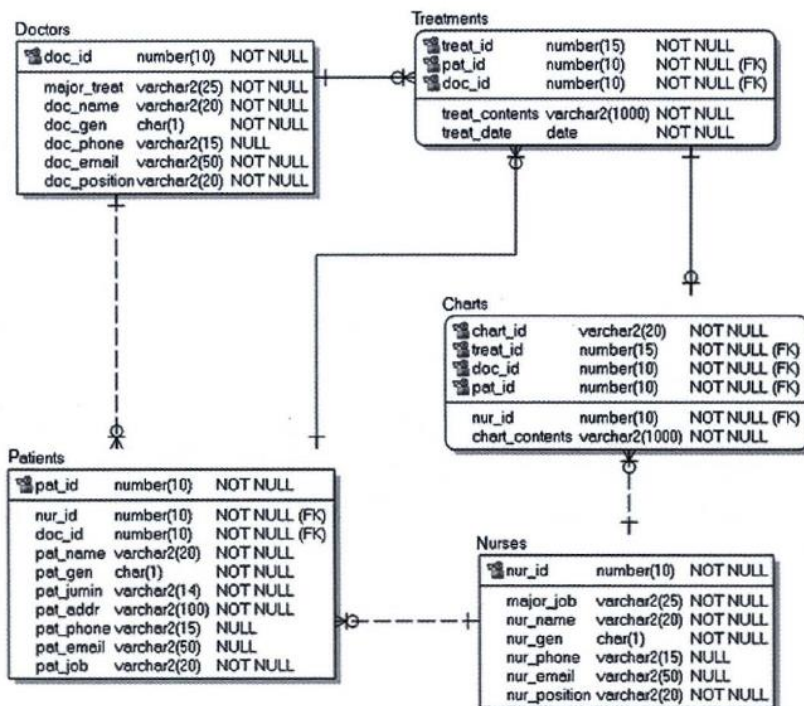 Doctors
doc_id number(10) NOT NULL
major_treat varchar2(25) NOT NULL
doc_name varchar2(20) NOT NULL
doc_gen char(1) NOT NULL
doc_phone varchar2(15) NULL
doc_email varchar2(50) NOT NULL
doc_position varchar2(20) NOT NULL
Treatments
treat_id number(15) NOT NULL
pat_id number(10) NOT NULL (FK)
doc_id number(10) NOT NULL (FK)
treat_contents varchar2(1000) NOT NULL
treat_date date NOT NULL
Charts
chart_id varchar2(20) NOT NULL
treat_id number(15) NOT NULL (FK)
doc_id number(10) NOT NULL (FK)
pat_id number(10) NOT NULL (FK)
nur_id number(10) NOT NULL (FK)
chart_contents varchar2(1000) NOT NULL
Patients
pat_id number(10) NOT NULL
nur_id number(10) NOT NULL (FK)
doc_id number(10) NOT NULL (FK)
pat_name varchar2(20) NOT NULL
pat_gen char(1) NOT NULL
pat_jumin varchar2(14) NOT NULL
pat_addr varchar2(100) NOT NULL
pat_phone varchar2(15) NULL
pat_email varchar2(50) NULL
pat_job varchar2(20) NOT NULL
Nurses
nur_id number(10) NOT NULL
major_job varchar2(25) NOT NULL
nur_name varchar2(20) NOT NULL
nur_gen char(1) NOT NULL
nur_phone varchar2(15) NULL
nur_email varchar2(50) NULL
nur_position varchar2(20) NOT NULL